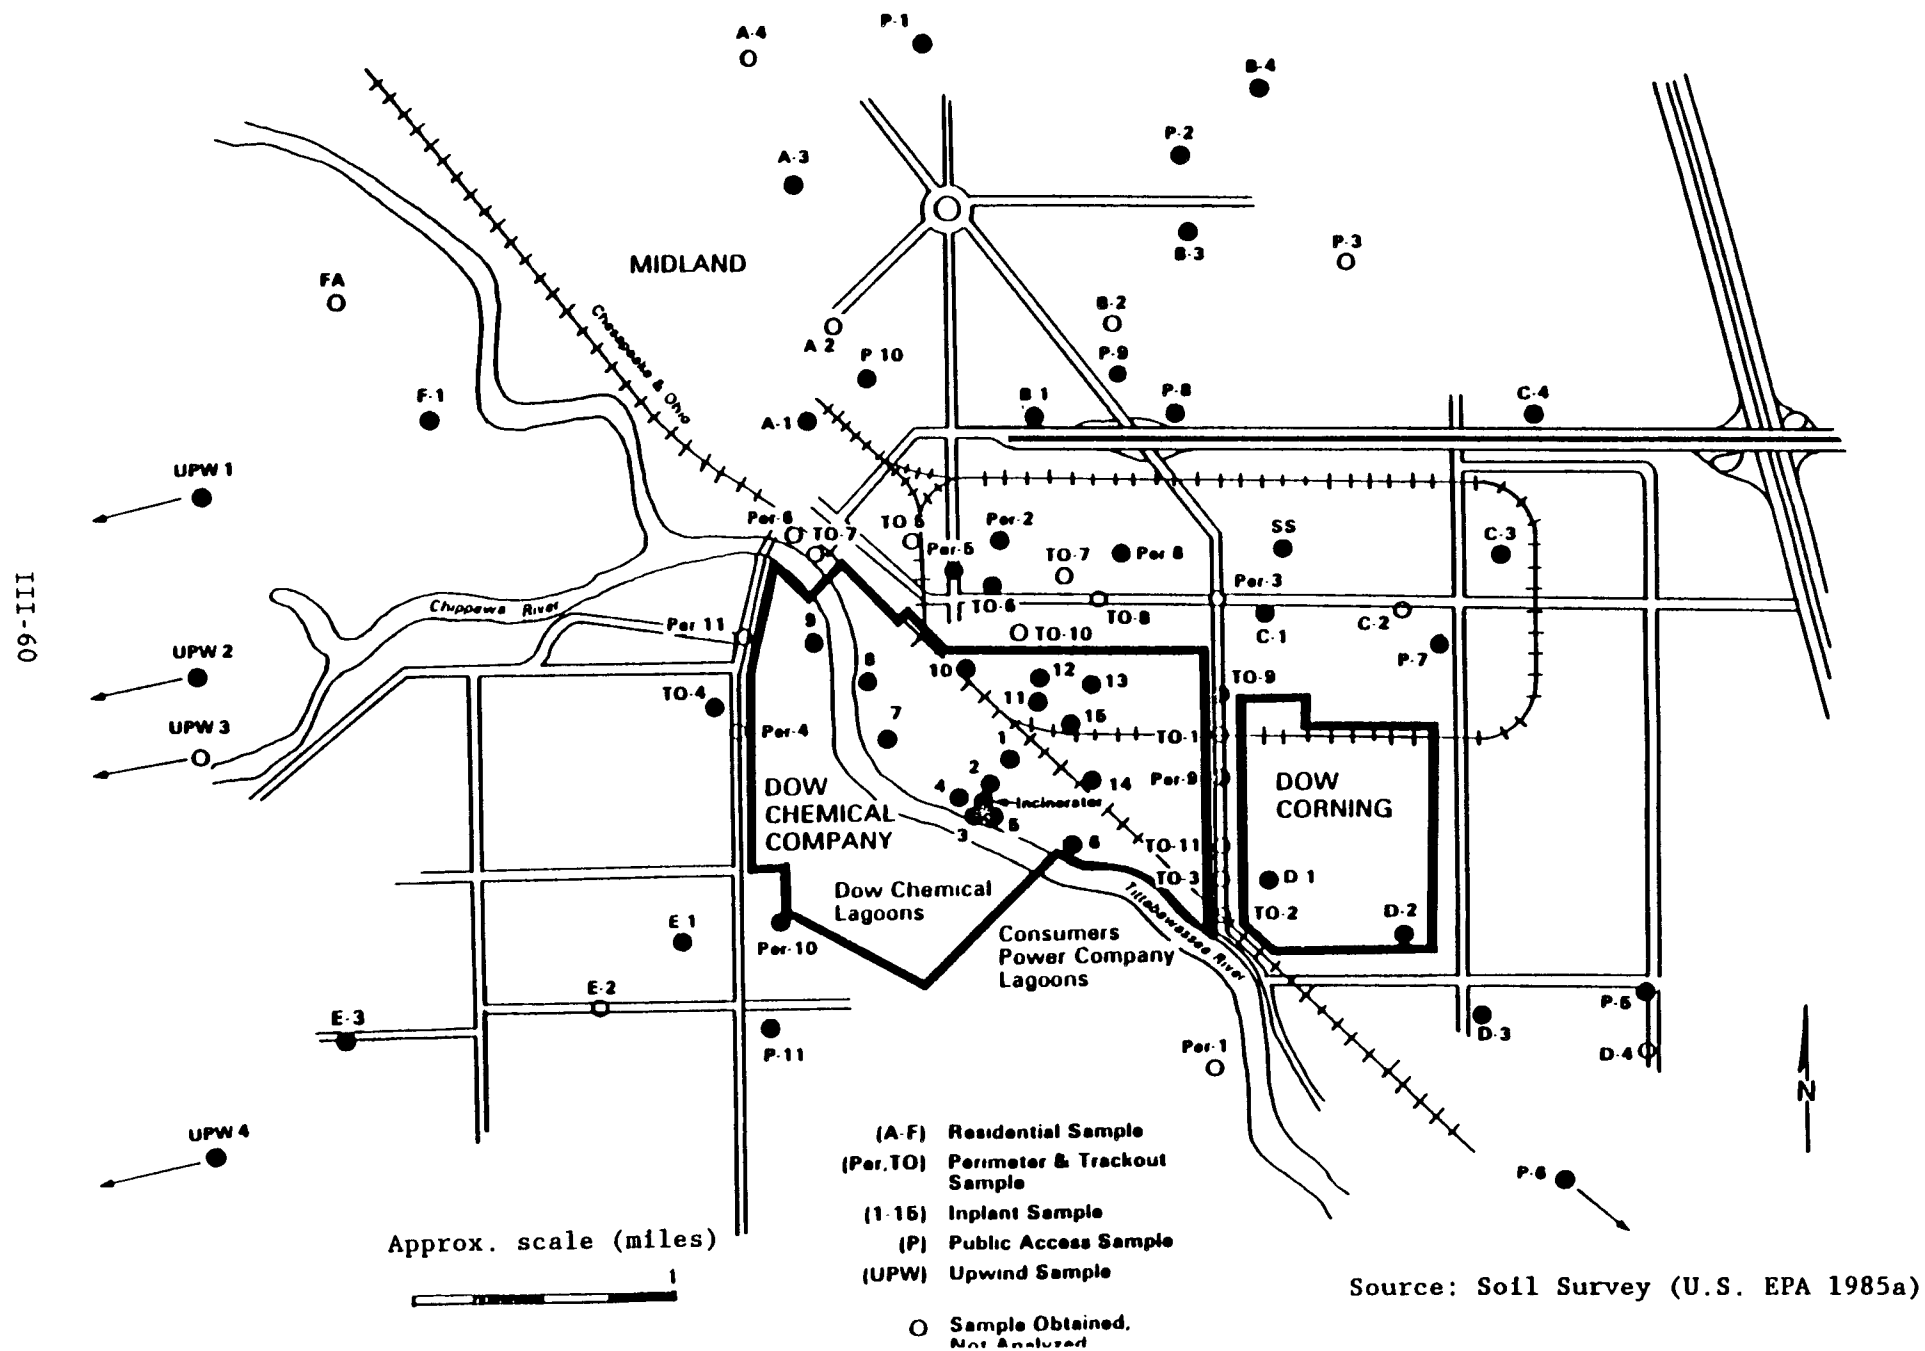 A-4
P-1
B-4
P-2
A-3
MIDLAND
B-3
P-3
FA
B-2
Chesapeake & Ohio
A 2
P 10
P-9
F-1
A-1
B 1
P-8
C-4
UPW 1
Per-6
TO-7
TO 5
Per-2
SS
C-3
Per-5
TO-7
Per 8
Per-3
III-60
Chippewa River
TO-6
TO-8
Per 11
9
TO-10
C-1
C-2
P-7
UPW 2
8
10
12
13
TO-9
TO-4
11
UPW 3
7
15
Per-4
1
TO-1
2
14
Per-9
DOW
CHEMICAL
COMPANY
4
Incinerator
DOW
CORNING
3
5
6
TO-11
Dow Chemical
Lagoons
TO-3
D 1
Tittabawassee River
TO-2
D-2
E 1
Per-10
Consumers
Power Company
Lagoons
E-2
P-5
E-3
D-3
P-11
Per-1
D-4
N
UPW 4
(A-F) Residential Sample
(Per,TO) Perimeter & Trackout
Sample
P-6
(1-15) Inplant Sample
Approx. scale (miles)
(P) Public Access Sample
1
(UPW) Upwind Sample
Source: Soil Survey (U.S. EPA 1985a)
Sample Obtained,
Not Analyzed